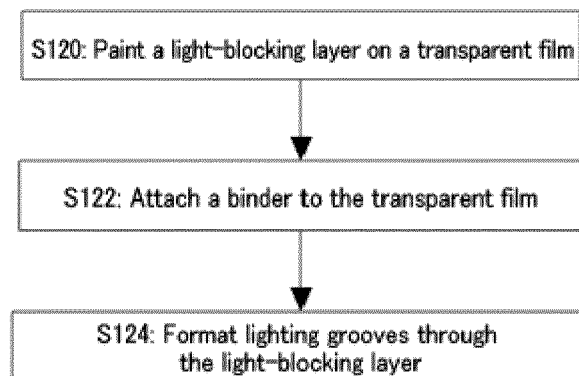 S120: Paint a light-blocking layer on a transparent film
S122: Attach a binder to the transparent film
S124: Format lighting grooves through
the light-blocking layer